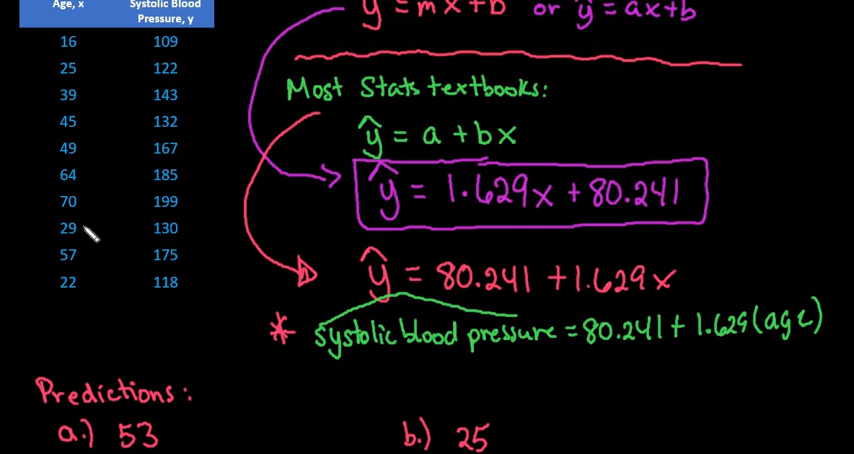 Age, x Systolic Blood
Pressure, y
16 109
25 122
39 143
45 132
49 167
64 185
70 199
29 130
57 175
22 118
y = mx+b or ŷ = ax+b
Most Stats textbooks:
ŷ = a + bx
ŷ = 1.629x + 80.241
ŷ = 80.241 + 1.629x
* systolic blood pressure = 80.241 + 1.629(age)
Predictions:
a.) 53 b.) 25